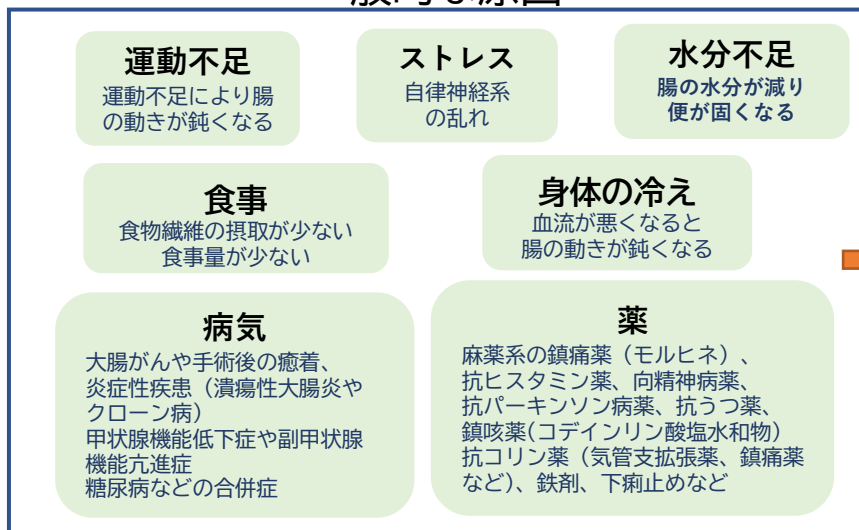 運動不足
運動不足により腸
の動きが鈍くなる
ストレス
自律神経系
の乱れ
水分不足
腸の水分が減り
便が固くなる
食事
食物繊維の摂取が少ない
食事量が少ない
身体の冷え
血流が悪くなると
腸の動きが鈍くなる
病気
大腸がんや手術後の癒着、
炎症性疾患（潰瘍性大腸炎や
クローン病）
甲状腺機能低下症や副甲状腺
機能亢進症
糖尿病などの合併症
薬
麻薬系の鎮痛薬（モルヒネ）、
抗ヒスタミン薬、向精神病薬、
抗パーキンソン病薬、抗うつ薬、
鎮咳薬(コデインリン酸塩水和物)
抗コリン薬（気管支拡張薬、鎮痛薬
など）、鉄剤、下痢止めなど